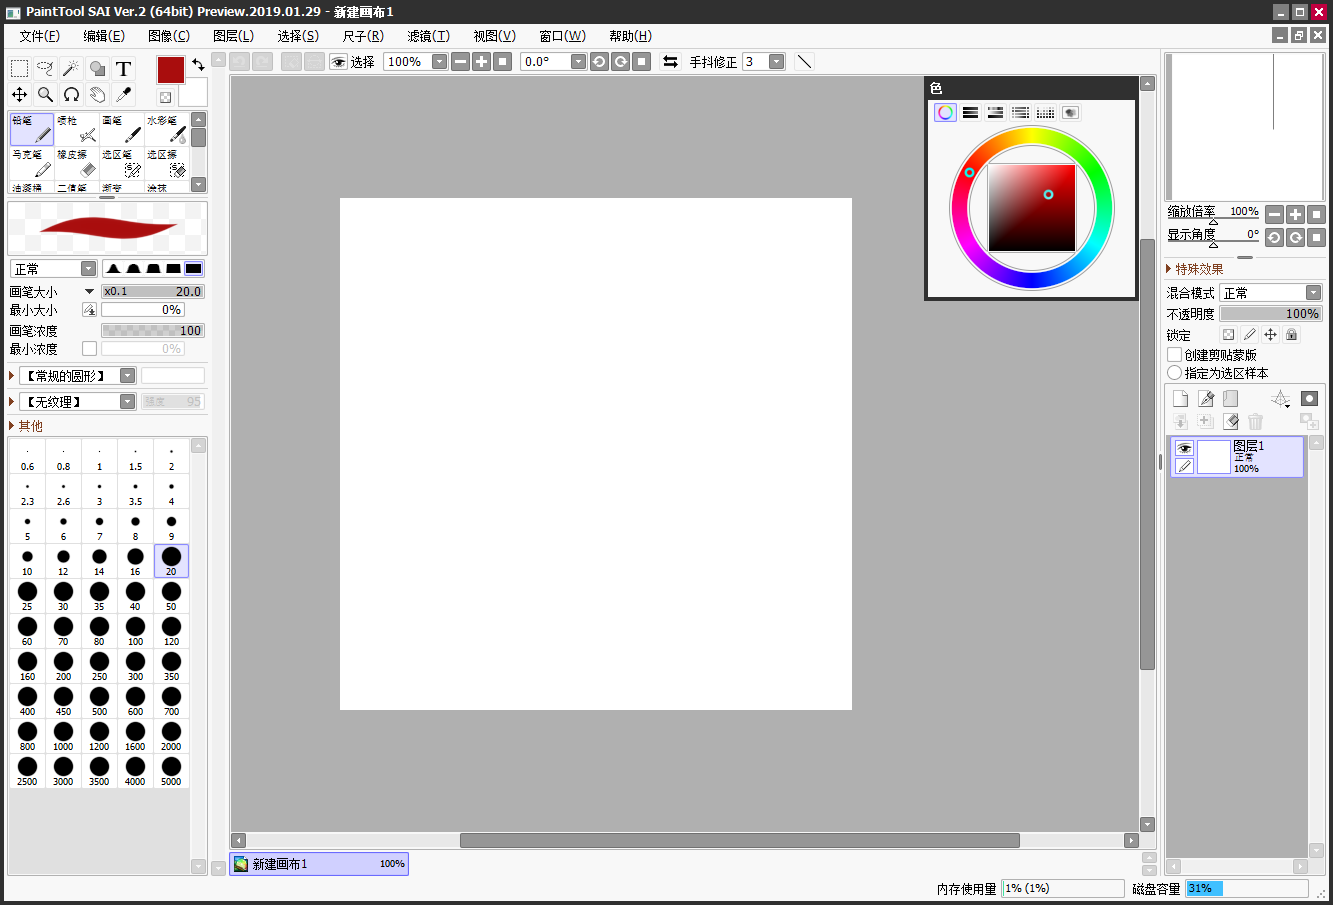 PaintTool SAI Ver.2 (64bit) Preview.2019.01.29 - 新建画布1
文件(F) 编辑(E) 图像(C) 图层(L) 选择(S) 尺子(R) 滤镜(T) 视图(V) 窗口(W) 帮助(H)
选择 100% 0.0° 手抖修正 3
T
铅笔 喷枪 画笔 水彩笔
马克笔 橡皮擦 选区笔 选区擦
油漆桶 二值笔 渐变 涂抹
正常
画笔大小 x0.1 20.0
最小大小 0%
画笔浓度 100
最小浓度 0%
【常规的圆形】
【无纹理】 强度 95
其他
0.6 0.8 1 1.5 2
2.3 2.6 3 3.5 4
5 6 7 8 9
10 12 14 16 20
25 30 35 40 50
60 70 80 100 120
160 200 250 300 350
400 450 500 600 700
800 1000 1200 1600 2000
2500 3000 3500 4000 5000
色
缩放倍率 100%
显示角度 0°
特殊效果
混合模式 正常
不透明度 100%
锁定
创建剪贴蒙版
指定为选区样本
图层1
正常
100%
新建画布1 100%
内存使用量 1% (1%) 磁盘容量 31%